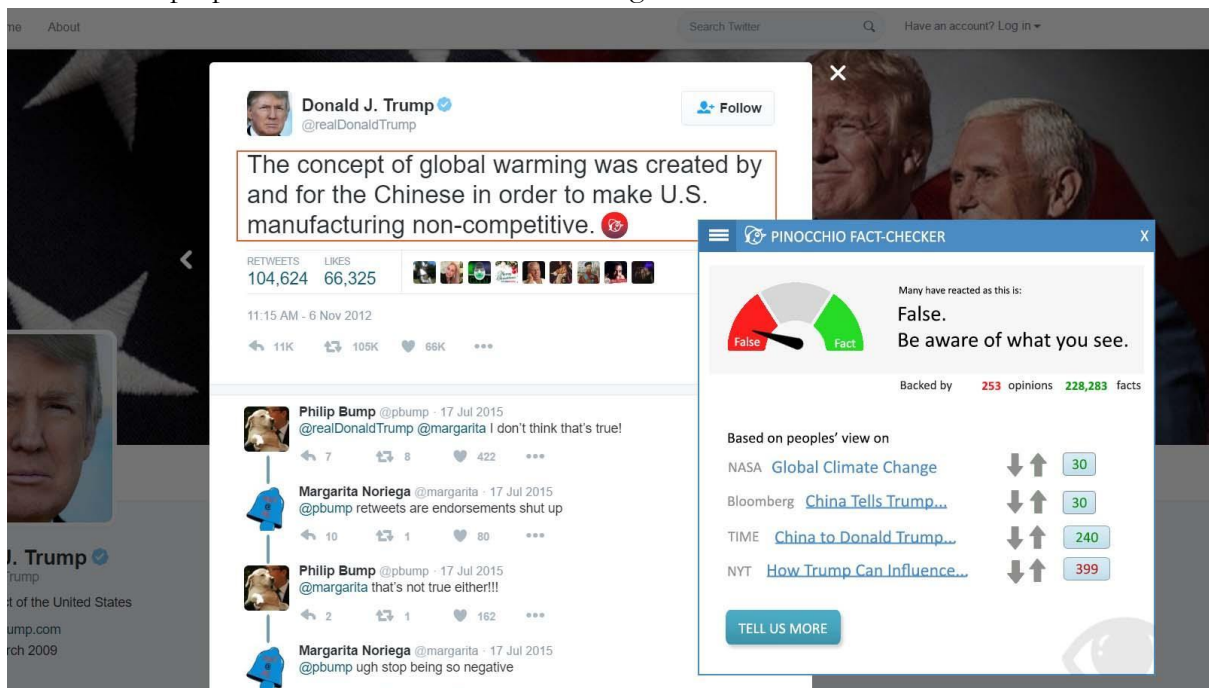 me About Search Twitter Have an account? Log in
Donald J. Trump
@realDonaldTrump
Follow
The concept of global warming was created by
and for the Chinese in order to make U.S.
manufacturing non-competitive.
RETWEETS LIKES
104,624 66,325
11:15 AM - 6 Nov 2012
11K 105K 66K
Philip Bump @pbump · 17 Jul 2015
@realDonaldTrump @margarita I don't think that's true!
7 8 422
Margarita Noriega @margarita · 17 Jul 2015
@pbump retweets are endorsements shut up
10 1 80
Philip Bump @pbump · 17 Jul 2015
@margarita that's not true either!!!
2 1 162
Margarita Noriega @margarita · 17 Jul 2015
@pbump ugh stop being so negative
J. Trump
Trump
t of the United States
ump.com
rch 2009
PINOCCHIO FACT-CHECKER X
False Fact
Many have reacted as this is:
False.
Be aware of what you see.
Backed by 253 opinions 228,283 facts
Based on peoples' view on
NASA Global Climate Change 30
Bloomberg China Tells Trump... 30
TIME China to Donald Trump... 240
NYT How Trump Can Influence... 399
TELL US MORE